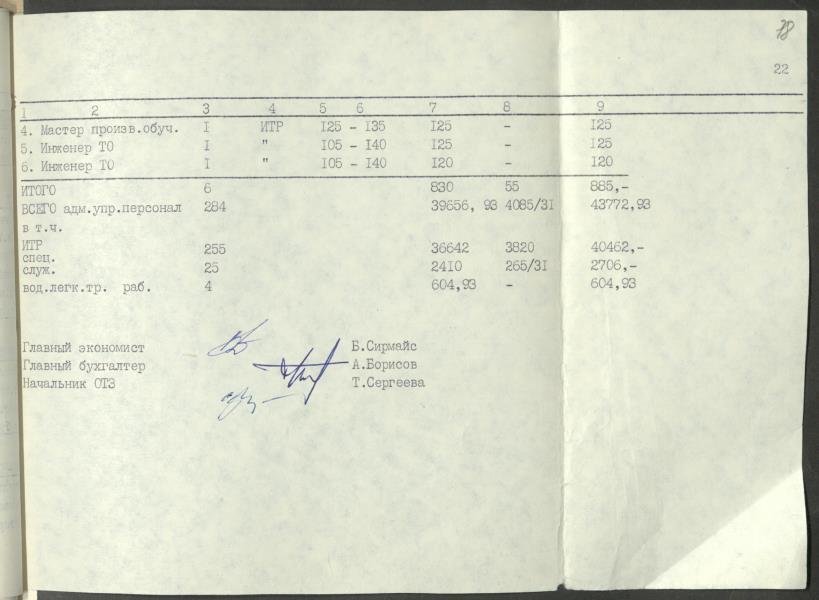 38
22
1 2 3 4 5 6 7 8 9
4. Мастер произв.обуч. I ИТР I25 - I35 I25 - I25
5. Инженер ТО I " I05 - I40 I25 - I25
6. Инженер ТО I " I05 - I40 I20 - I20
ИТОГО 6 830 55 885,-
ВСЕГО адм.упр.персонал 284 39656, 93 4085/3I 43772,93
в т.ч.
ИТР 255 36642 3820 40462,-
спец.
служ. 25 24I0 265/3I 2706,-
вод.легк.тр. раб. 4 604,93 - 604,93
Главный экономист Б.Сирмайс
Главный бухгалтер А.Борисов
Начальник ОТЗ Т.Сергеева